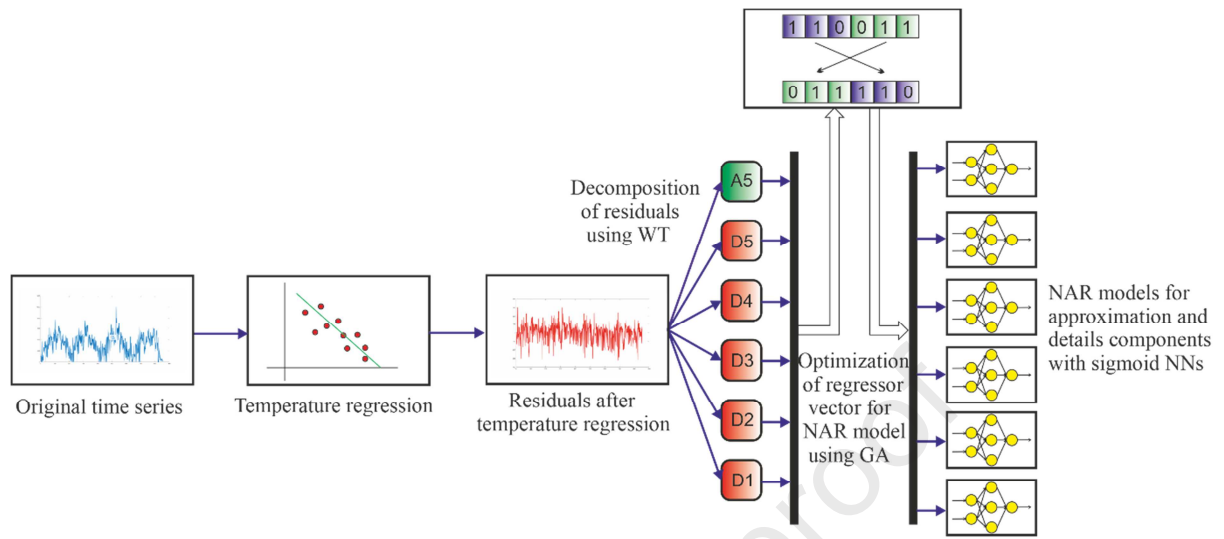 1 1 0 0 1 1
0 1 1 1 1 0
Decomposition
of residuals
using WT
A5
D5
D4
D3
D2
D1
Original time series
Temperature regression
Residuals after
temperature regression
Optimization
of regressor
vector for
NAR model
using GA
NAR models for
approximation and
details components
with sigmoid NNs
proof